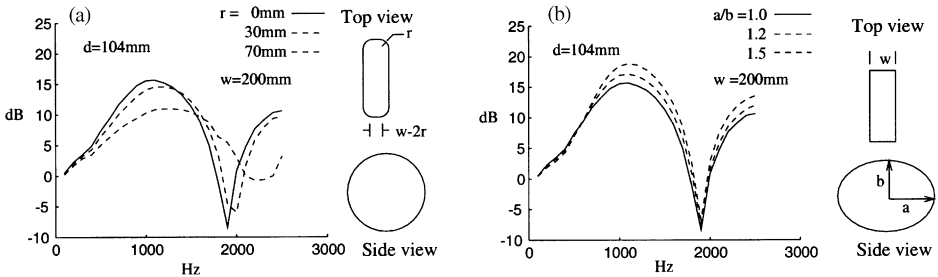 (a)
r = 0mm
30mm
70mm
Top view
r
d=104mm
w=200mm
w-2r
25
20
15
10
5
0
-5
-10
dB
0
1000
2000
3000
Hz
Side view
(b)
a/b =1.0
1.2
1.5
Top view
d=104mm
w
w =200mm
25
20
15
10
5
0
-5
-10
dB
0
1000
2000
3000
Hz
b
a
Side view